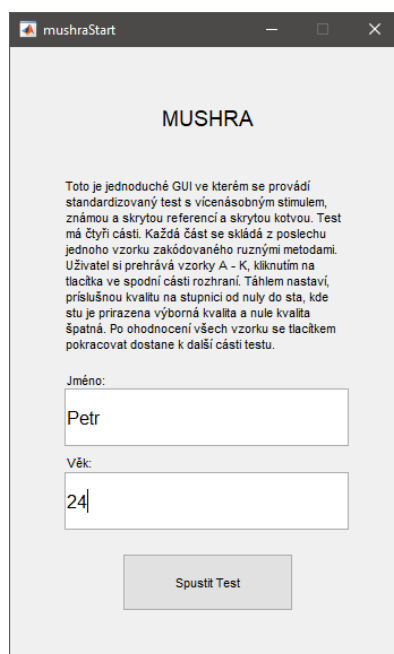 mushraStart
MUSHRA
Toto je jednoduché GUI ve kterém se provádí
standardizovaný test s vícenásobným stimulem,
známou a skrytou referencí a skrytou kotvou. Test
má čtyři části. Každá část se skládá z poslechu
jednoho vzorku zakódovaného ruznými metodami.
Uživatel si prehrává vzorky A - K, kliknutím na
tlacítka ve spodní části rozhraní. Táhlem nastaví,
príslušnou kvalitu na stupnici od nuly do sta, kde
stu je prirazena výborná kvalita a nule kvalita
špatná. Po ohodnocení všech vzorku se tlacítkem
pokracovat dostane k další cásti testu.
Jméno:
Petr
Věk:
24
Spustit Test